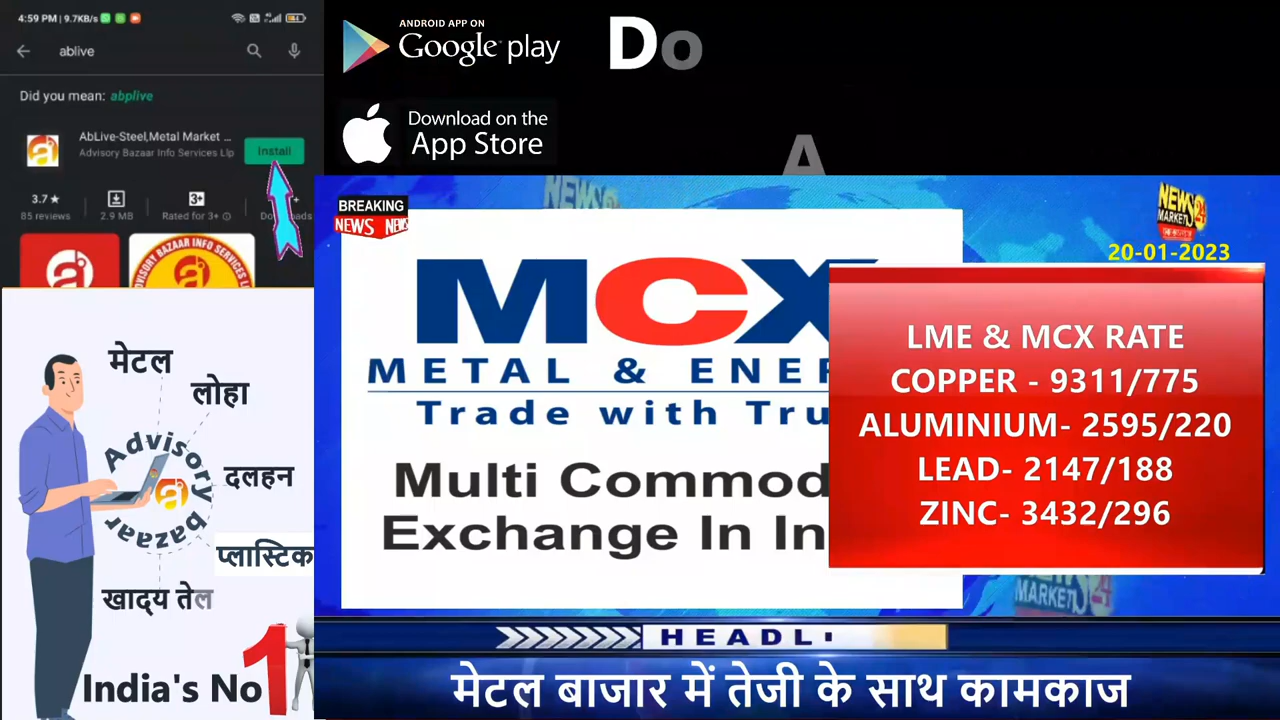 4:59 PM | 9.7KB/s
ablive
Did you mean: abplive
AbLive-Steel,Metal Market ...
Advisory Bazaar Info Services Llp
Install
3.7★
85 reviews
2.9 MB
3+
Rated for 3+
ANDROID APP ON
Google play
Download on the
App Store
Do
A
BREAKING
NEWS NEW
NEWS
MARKET 24
20-01-2023
MCX
METAL & ENER
Trade with Tru
Multi Commod
Exchange In In
LME & MCX RATE
COPPER - 9311/775
ALUMINIUM- 2595/220
LEAD- 2147/188
ZINC- 3432/296
मेटल
लोहा
दलहन
प्लास्टिक
खाद्य तेल
Advisory bazaar
India's No 1
HEADL
मेटल बाजार में तेजी के साथ कामकाज